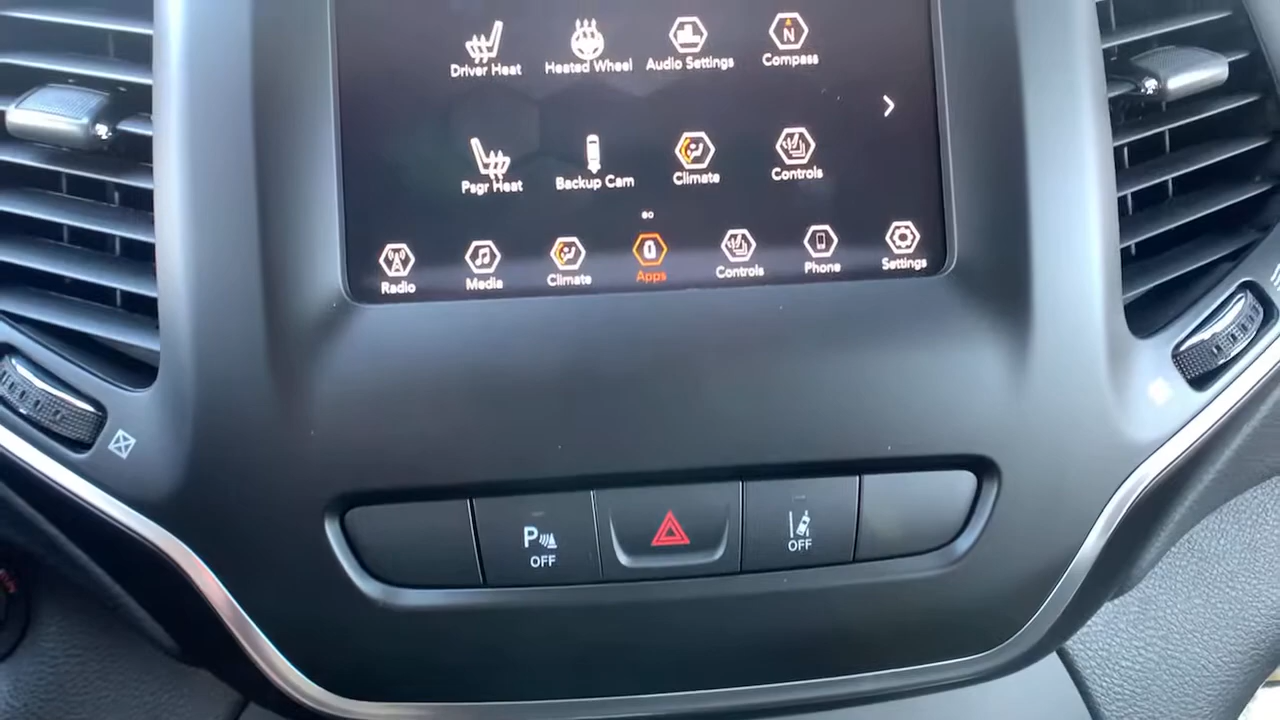 Driver Heat
Heated Wheel
Audio Settings
N
Compass
Psgr Heat
Backup Cam
Climate
Controls
Radio
Media
Climate
Apps
Controls
Phone
Settings
P
OFF
OFF